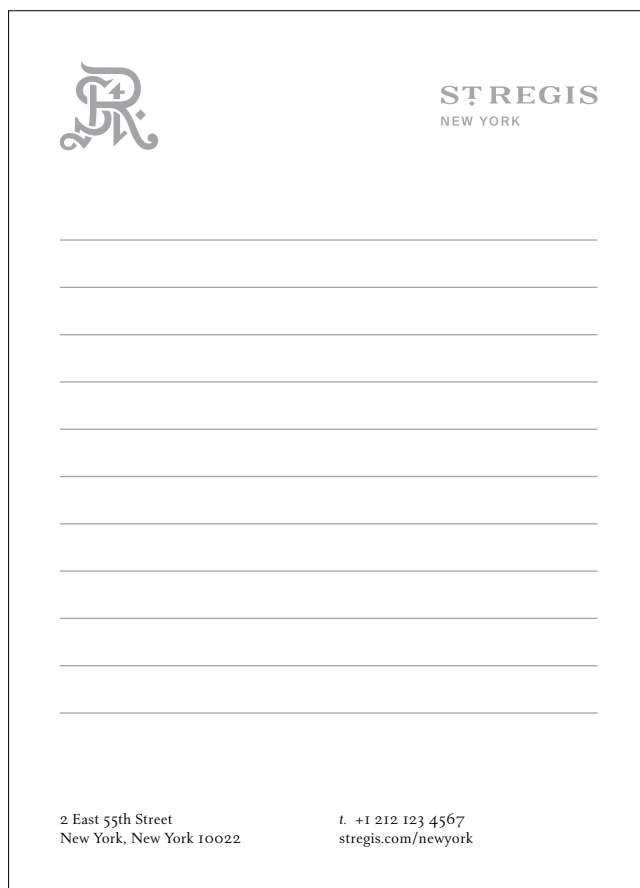 ST REGIS
NEW YORK
2 East 55th Street
New York, New York 10022
t. +1 212 123 4567
stregis.com/newyork